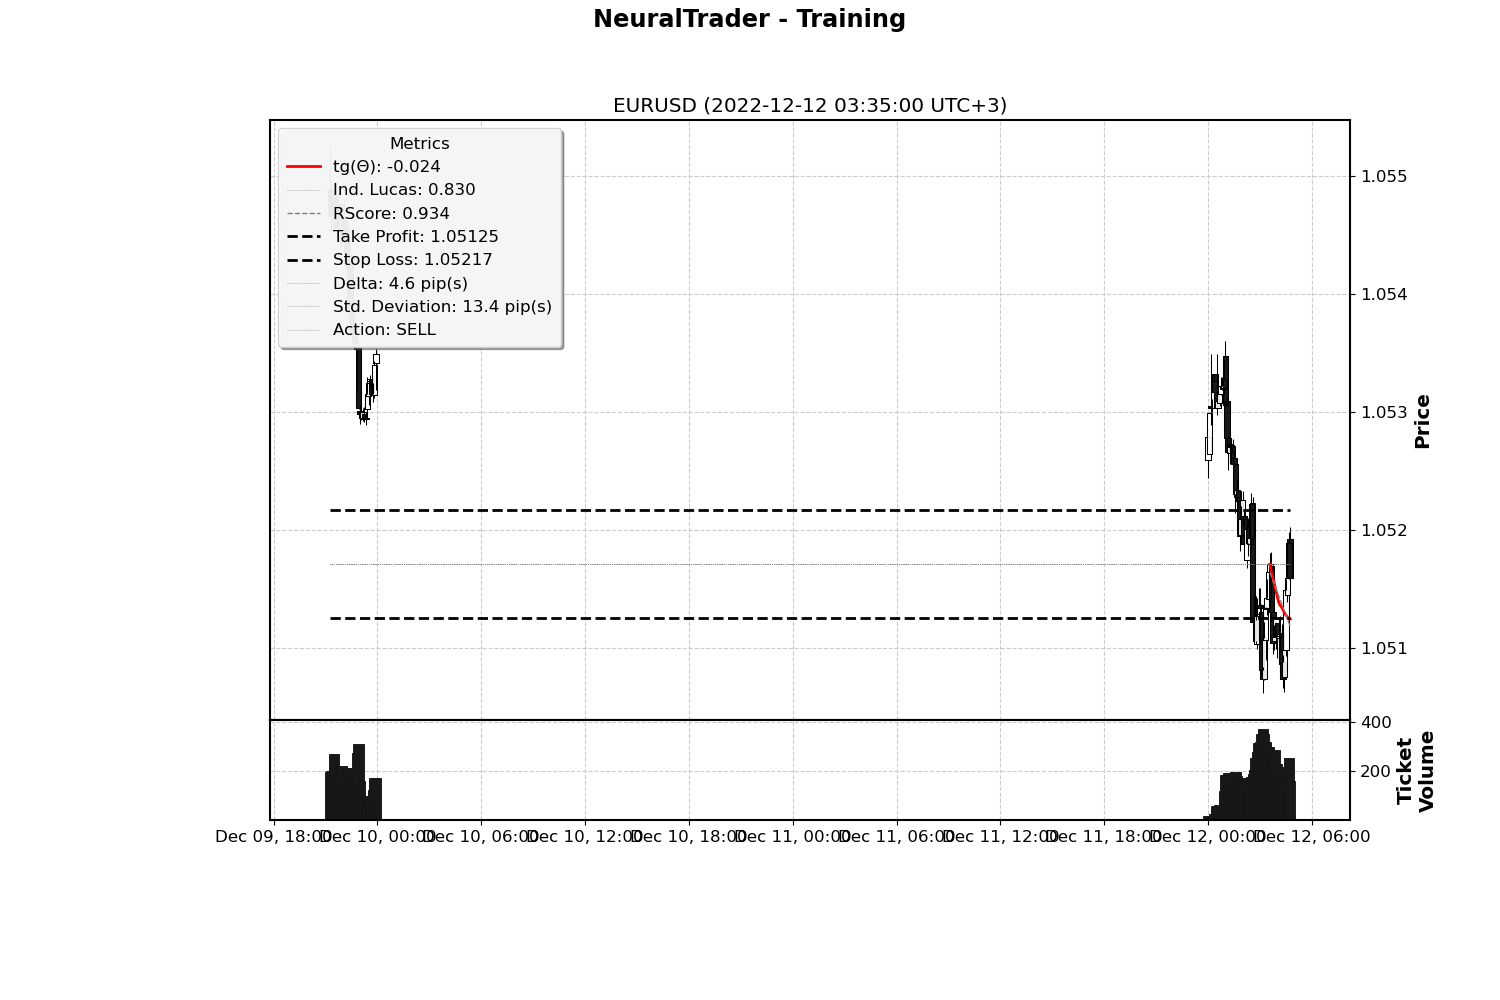 NeuralTrader - Training
EURUSD (2022-12-12 03:35:00 UTC+3)
Metrics
tg(Θ): -0.024
Ind. Lucas: 0.830
RScore: 0.934
Take Profit: 1.05125
Stop Loss: 1.05217
Delta: 4.6 pip(s)
Std. Deviation: 13.4 pip(s)
Action: SELL
1.055
1.054
1.053
1.052
1.051
Price
400
200
Ticket
Volume
Dec 09, 18:00
Dec 10, 00:00
Dec 10, 06:00
Dec 10, 12:00
Dec 10, 18:00
Dec 11, 00:00
Dec 11, 06:00
Dec 11, 12:00
Dec 11, 18:00
Dec 12, 00:00
Dec 12, 06:00